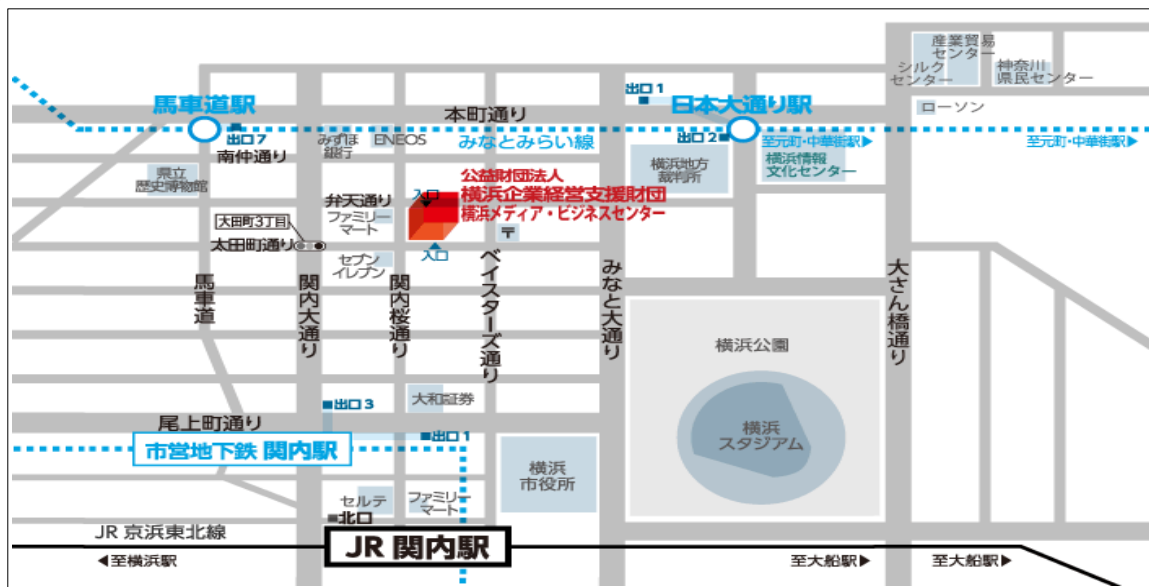 産業貿易
センター
シルク
センター
神奈川
県民センター
出口1
馬車道駅
日本大通り駅
ローソン
本町通り
出口7
みずほ
銀行
ENEOS
みなとみらい線
出口2
至元町・中華街駅▶
至元町・中華街駅▶
南仲通り
県立
歴史博物館
横浜地方
裁判所
横浜情報
文化センター
公益財団法人
横浜企業経営支援財団
横浜メディア・ビジネスセンター
入口
弁天通り
ファミリー
マート
大田町3丁目
太田町通り
〒
入口
セブン
イレブン
馬車道
関内大通り
関内桜通り
ベイスターズ通り
みなと大通り
大さん橋通り
横浜公園
出口3
大和証券
尾上町通り
横浜
スタジアム
市営地下鉄 関内駅
出口1
横浜
市役所
セルテ
ファミリー
マート
北口
JR 京浜東北線
JR 関内駅
◀至横浜駅
至大船駅▶
至大船駅▶